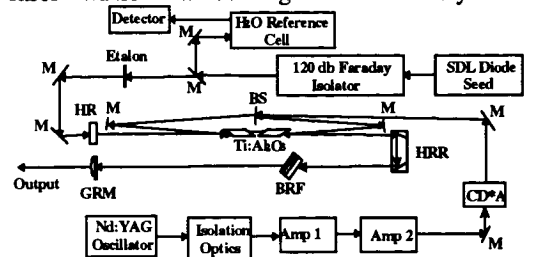 Detector
H2O Reference
Cell
M
Etalon
M
M
120 db Faraday
Isolator
SDL Diode
Seed
HR
M
M
BS
M
M
Ti:Al2O3
HRR
Output
GRM
BRF
CD*A
Nd:YAG
Oscillator
Isolation
Optics
Amp 1
Amp 2
M